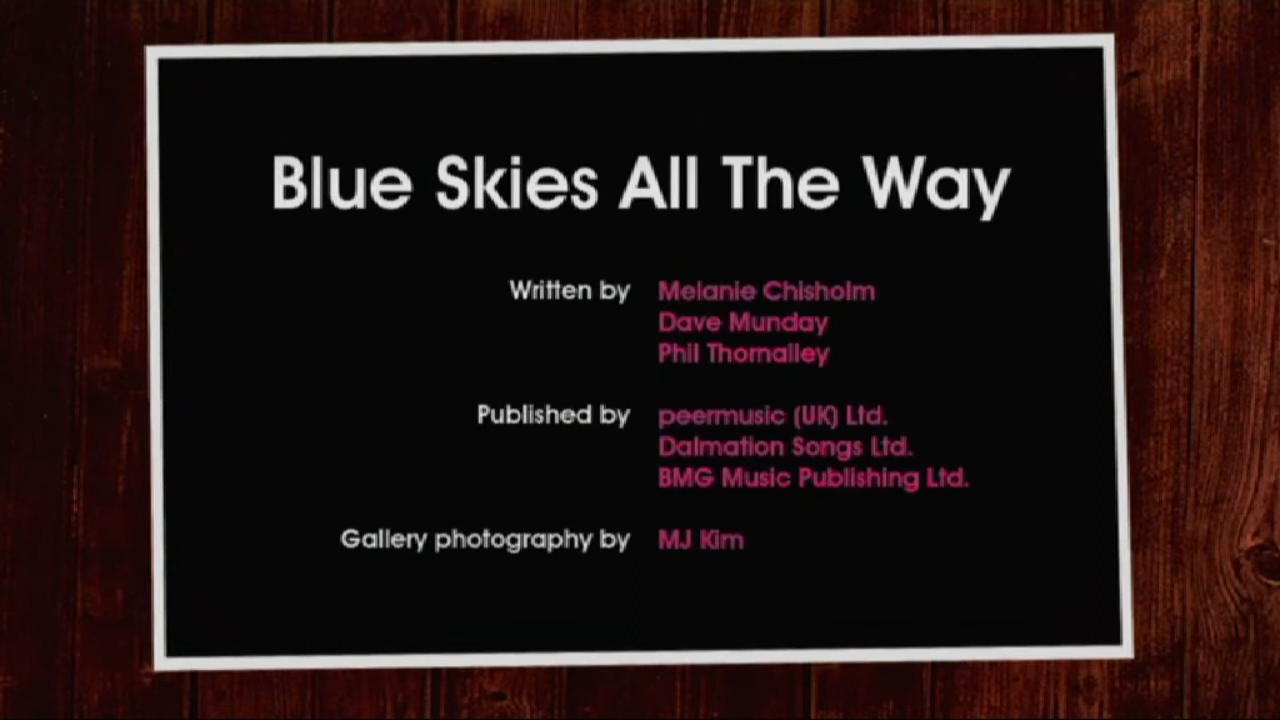 Blue Skies All The Way
Written by Melanie Chisholm
Dave Munday
Phil Thornalley
Published by peermusic (UK) Ltd.
Dalmation Songs Ltd.
BMG Music Publishing Ltd.
Gallery photography by MJ Kim